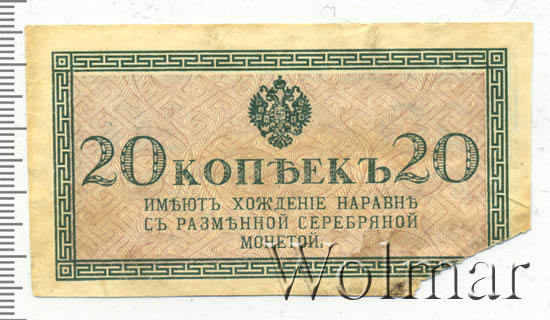 20 КОПѢЕКЪ 20
ИМѢЮТЪ ХОЖДЕНІЕ НАРАВНѢ
СЪ РАЗМѢННОЙ СЕРЕБРЯНОЙ
МОНЕТОЙ.
Wolmar